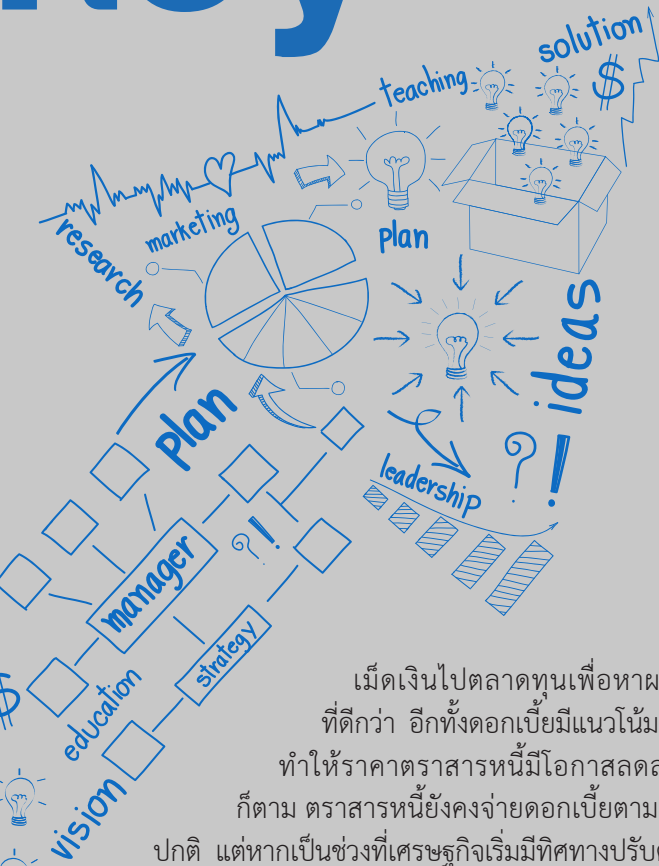 solution
teaching
$
research
marketing
plan
ideas
plan
? !
leadership
manager
? !
strategy
$
education
vision
เม็ดเงินไปตลาดทุนเพื่อหาผ
ที่ดีกว่า อีกทั้งดอกเบี้ยมีแนวโน้ม
ทำให้ราคาตราสารหนี้มีโอกาสลดล
ก็ตาม ตราสารหนี้ยังคงจ่ายดอกเบี้ยตาม
ปกติ แต่หากเป็นช่วงที่เศรษฐกิจเริ่มมีทิศทางปรับ